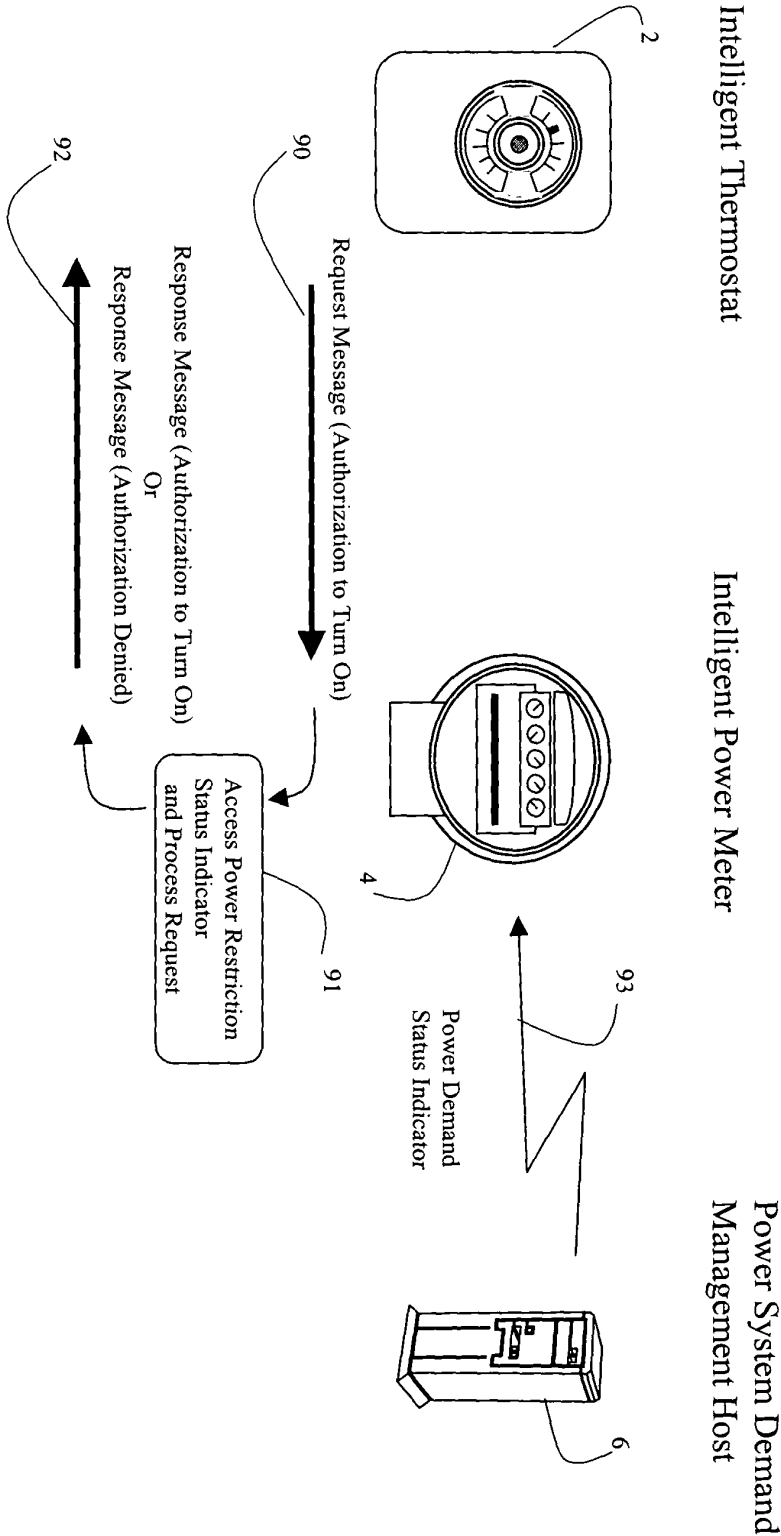 Intelligent Thermostat
Intelligent Power Meter
Power System Demand
Management Host
2
4
6
93
Power Demand
Status Indicator
90
Request Message (Authorization to Turn On)
91
Access Power Restriction
Status Indicator
and Process Request
Response Message (Authorization to Turn On)
Or
Response Message (Authorization Denied)
92